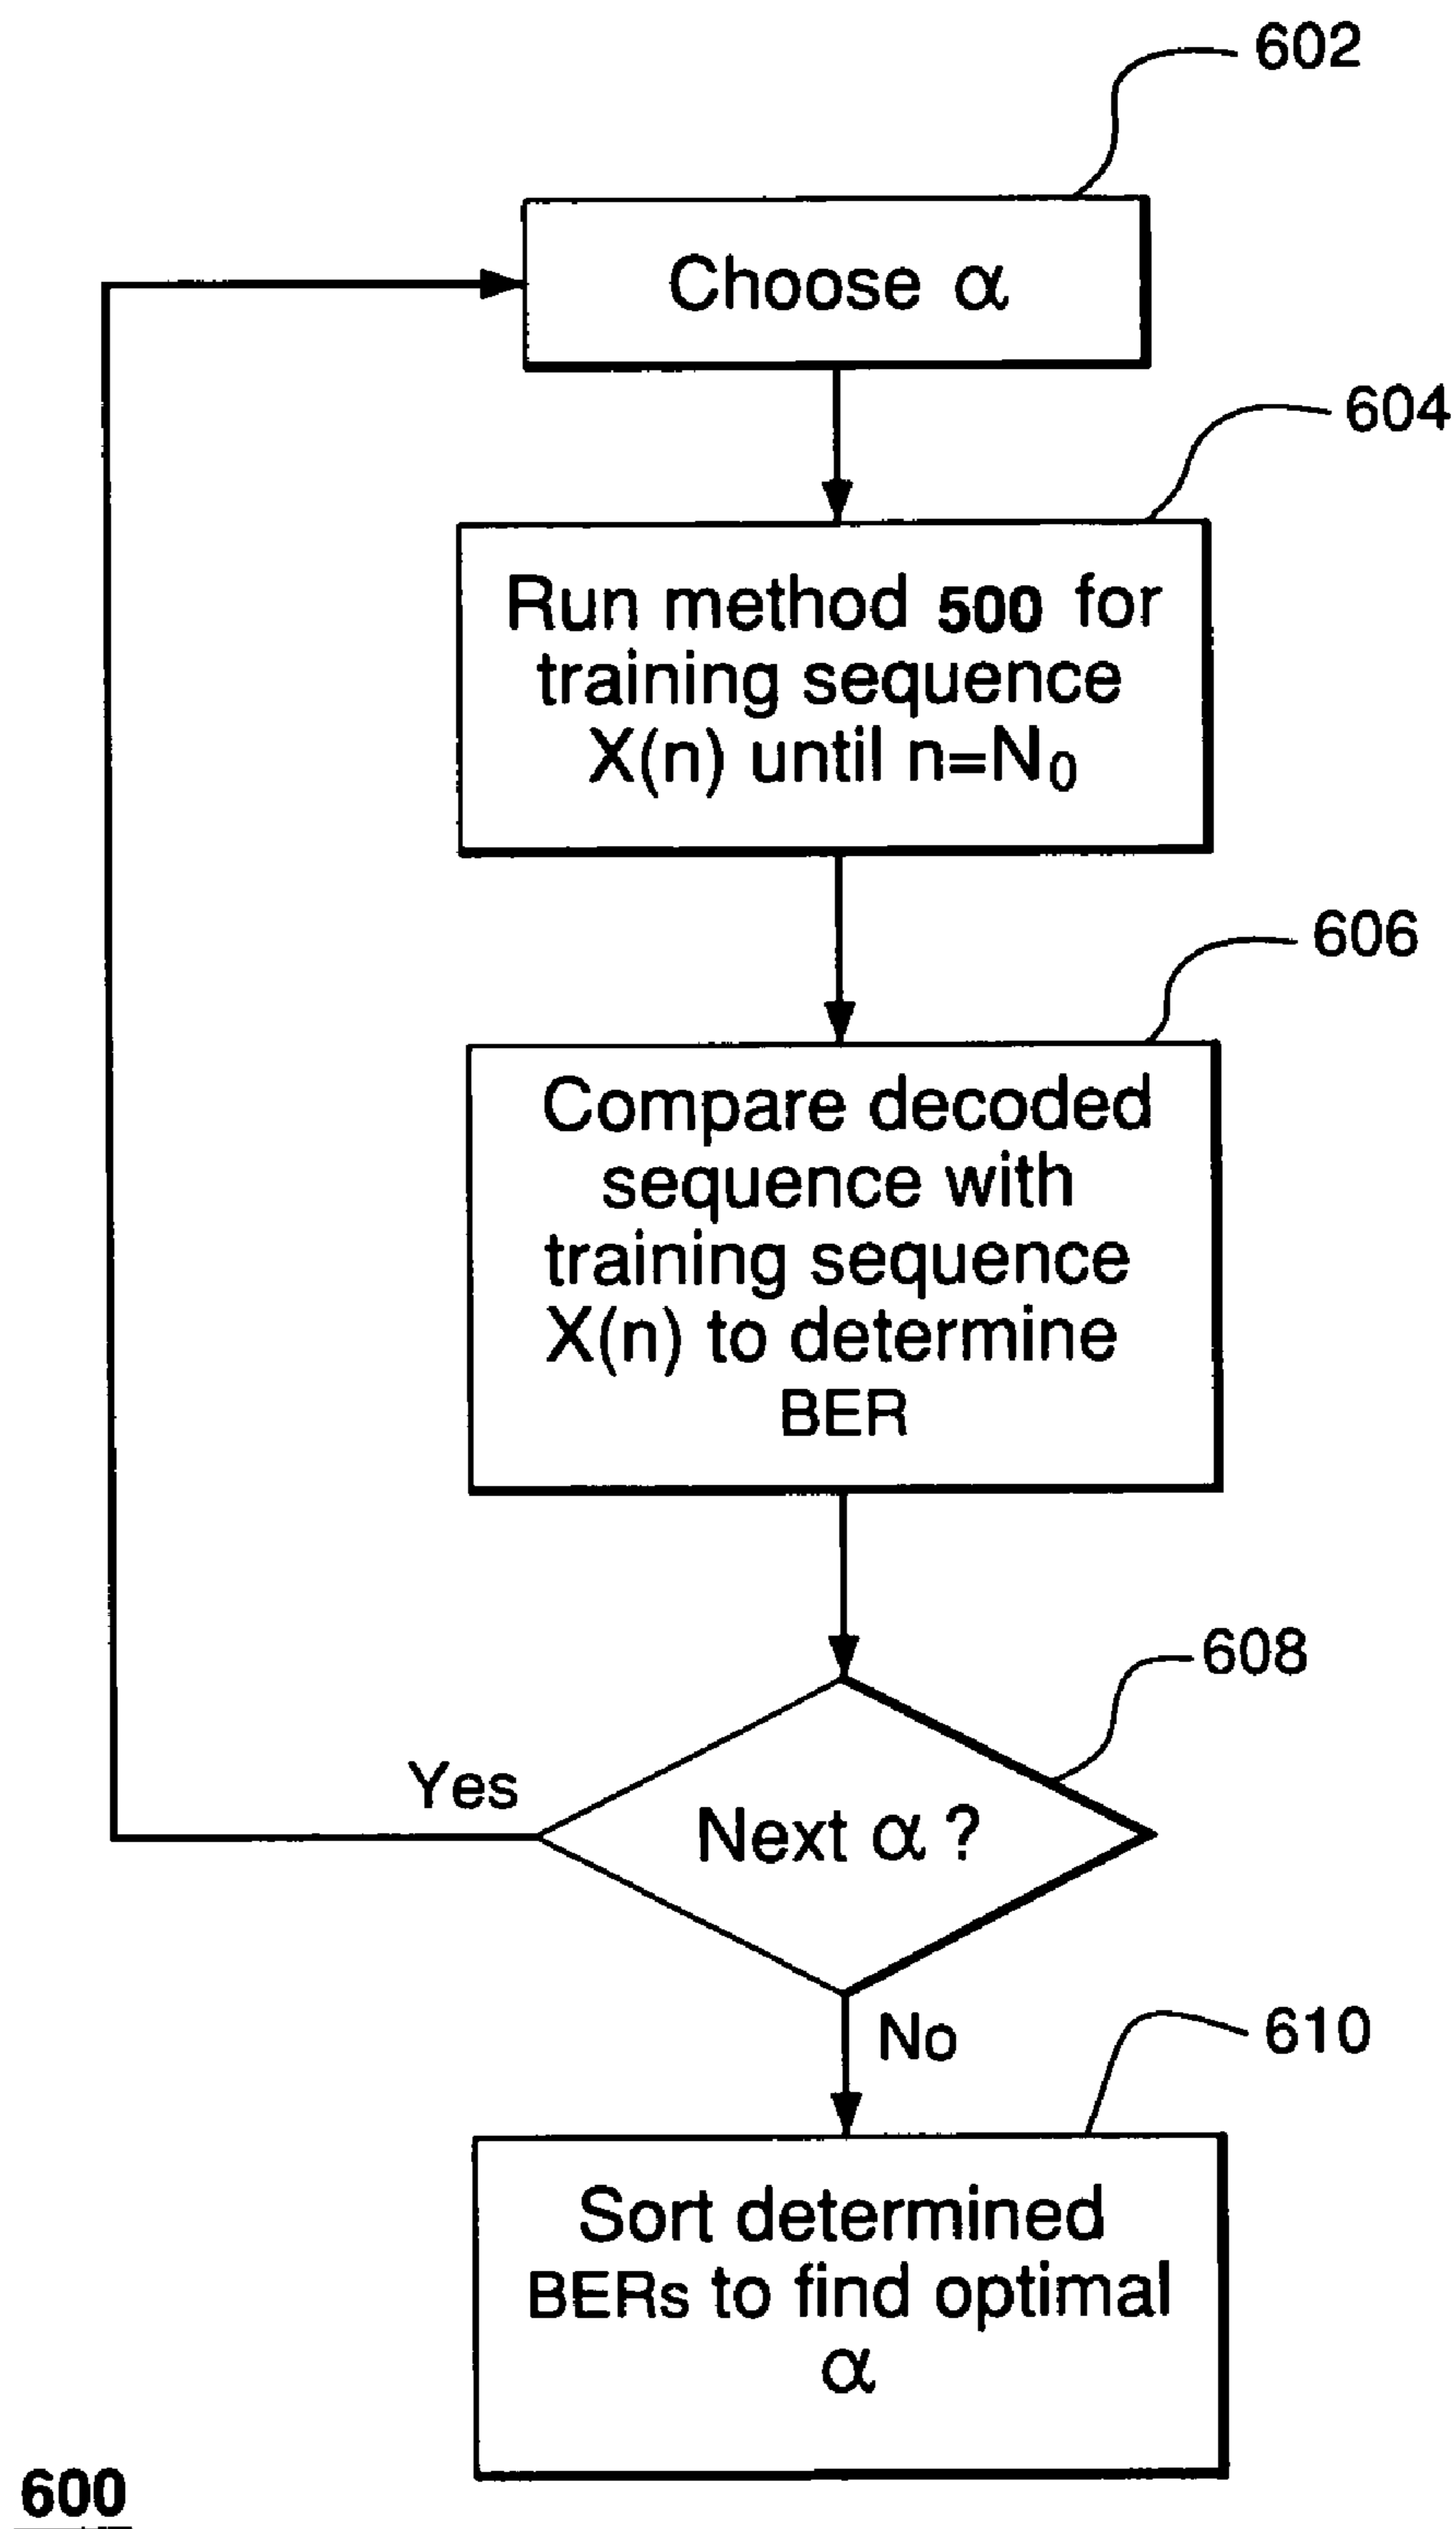 602
Choose α
604
Run method 500 for
training sequence
X(n) until n=N₀
606
Compare decoded
sequence with
training sequence
X(n) to determine
BER
608
Yes
Next α ?
No
610
Sort determined
BERs to find optimal
α
600